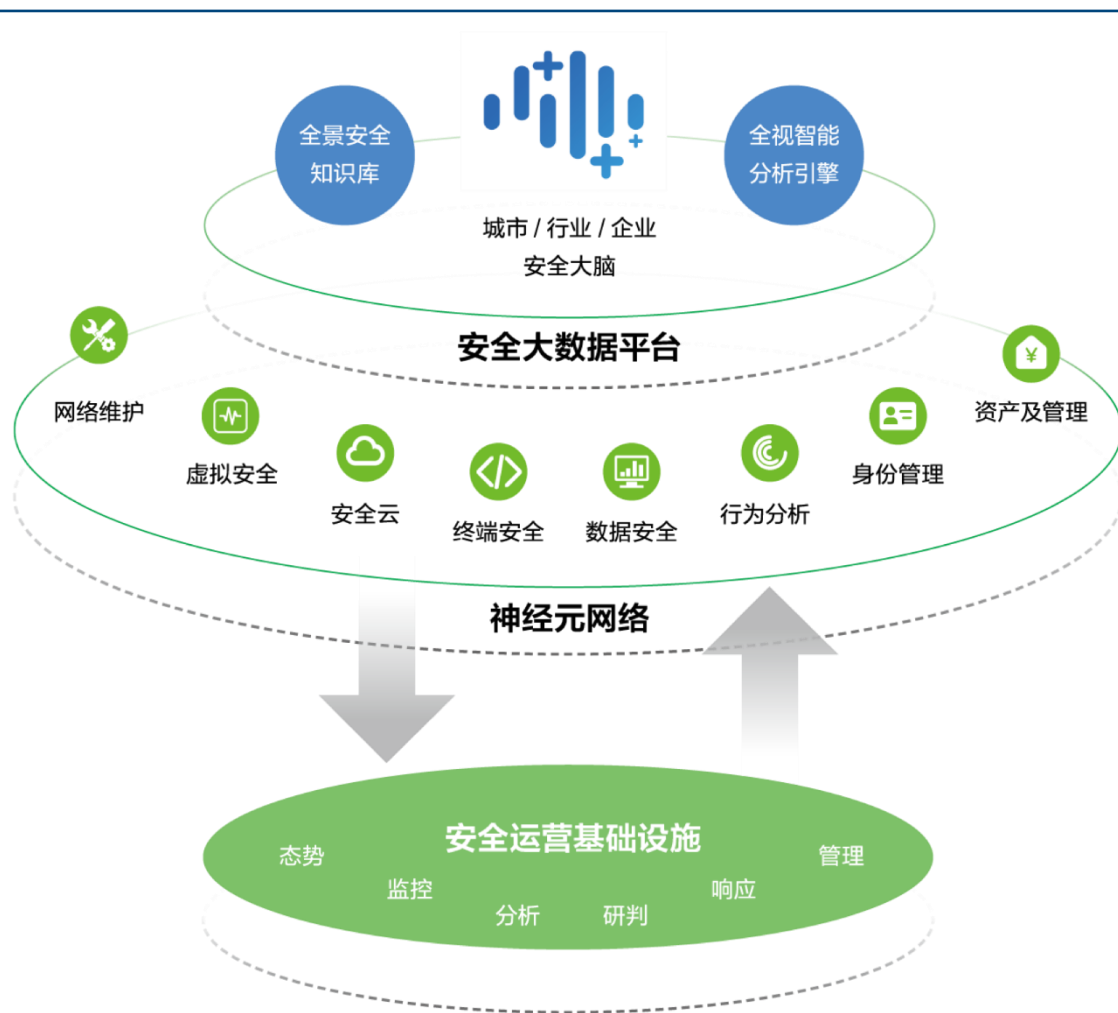 全景安全
知识库
全视智能
分析引擎
城市 / 行业 / 企业
安全大脑
安全大数据平台
网络维护
虚拟安全
安全云
终端安全
数据安全
行为分析
身份管理
资产及管理
神经元网络
安全运营基础设施
态势
监控
分析
研判
响应
管理